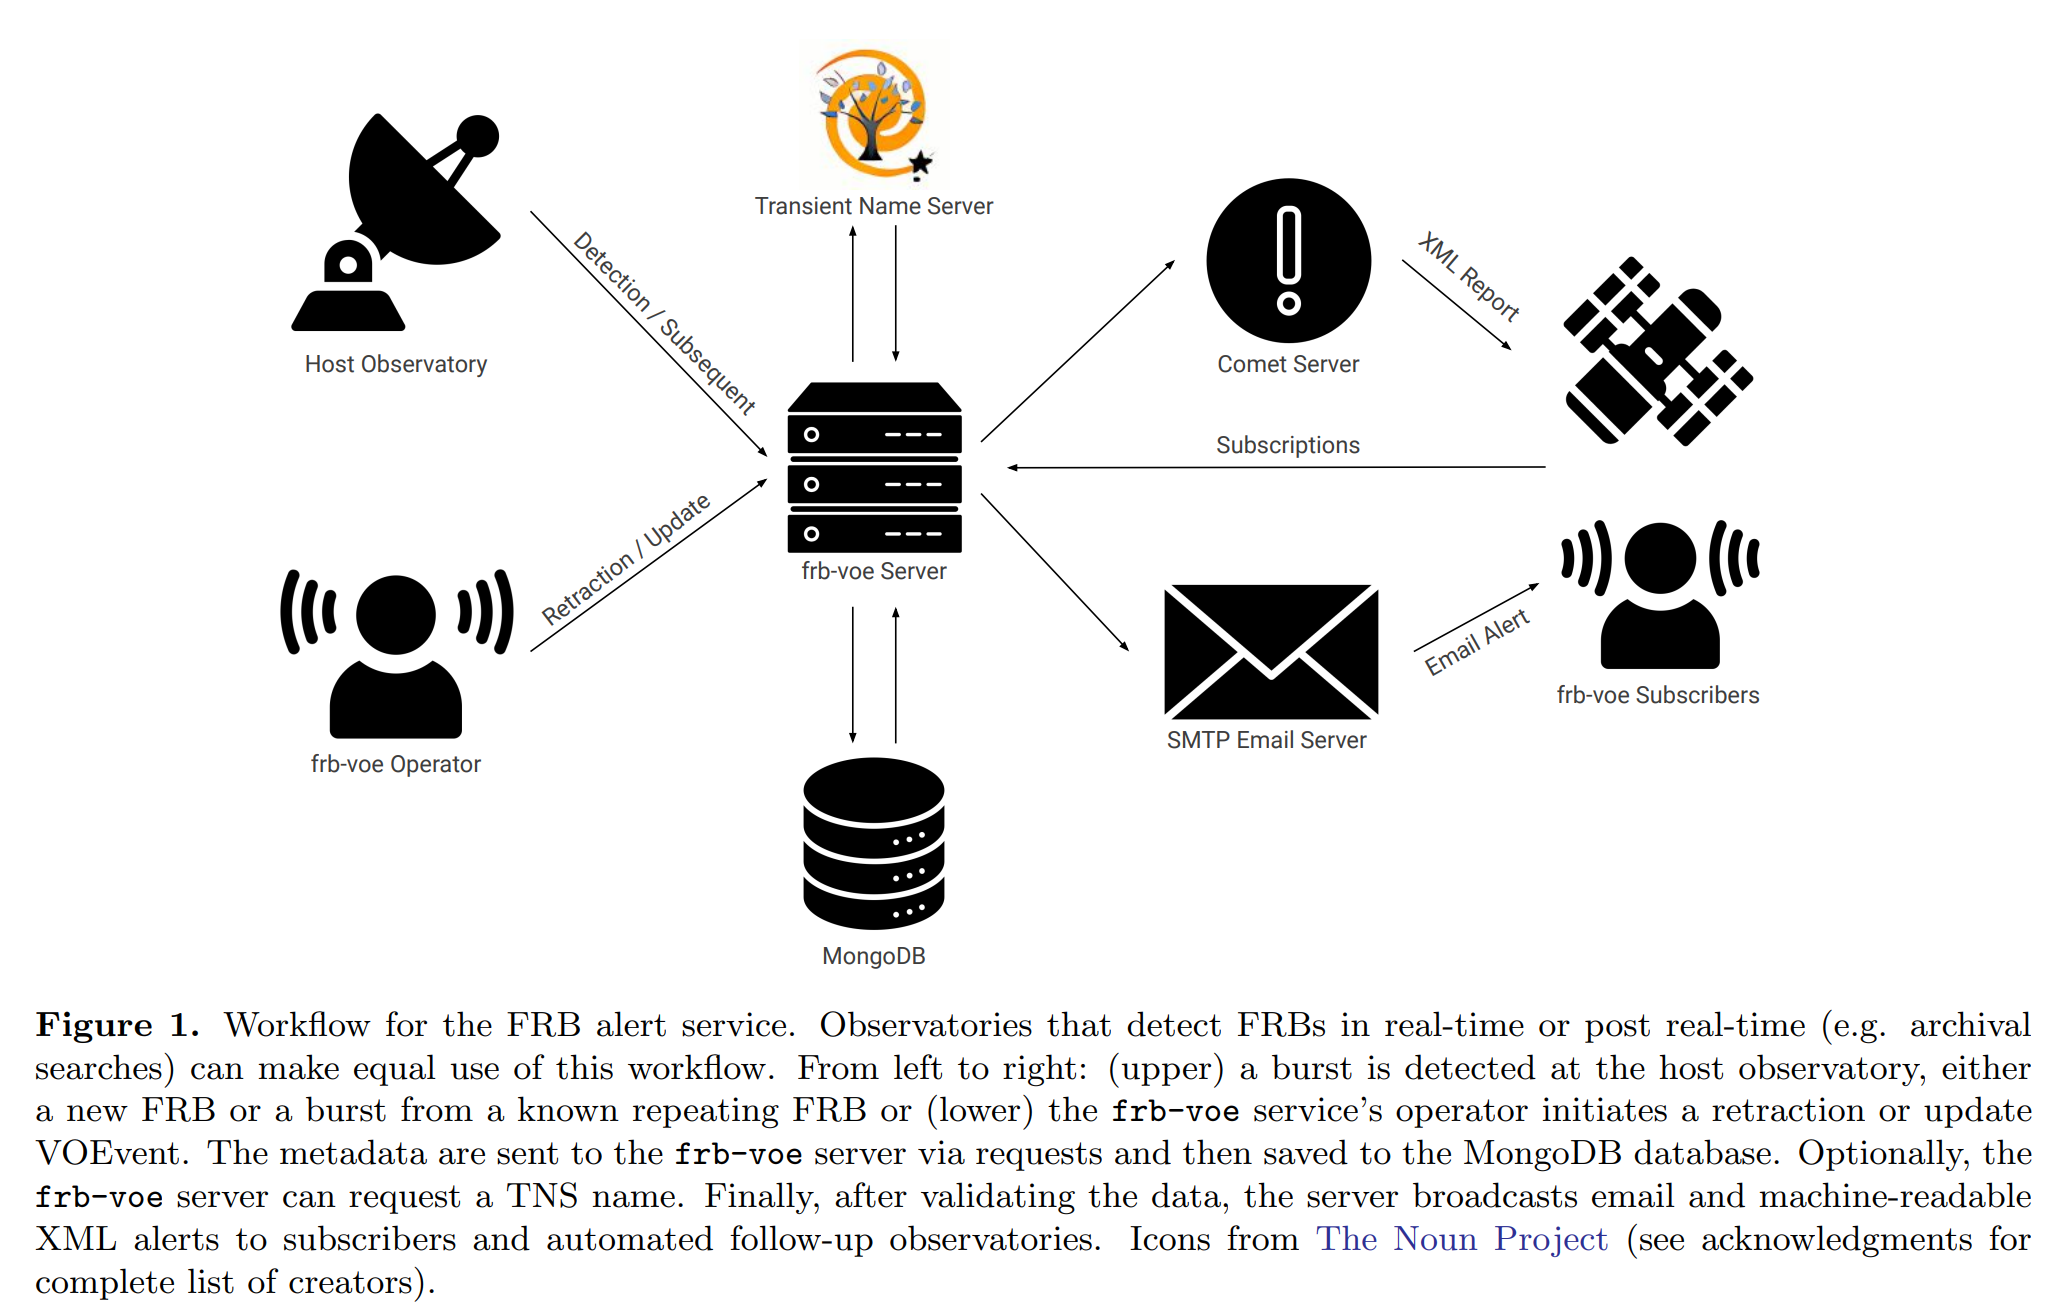 Transient Name Server
Detection / Subsequent
XML Report
Host Observatory
Comet Server
Subscriptions
Retraction / Update
frb-voe Server
Email Alert
frb-voe Subscribers
SMTP Email Server
frb-voe Operator
MongoDB
Figure 1. Workflow for the FRB alert service. Observatories that detect FRBs in real-time or post real-time (e.g. archival
searches) can make equal use of this workflow. From left to right: (upper) a burst is detected at the host observatory, either
a new FRB or a burst from a known repeating FRB or (lower) the frb-voe service's operator initiates a retraction or update
VOEvent. The metadata are sent to the frb-voe server via requests and then saved to the MongoDB database. Optionally, the
frb-voe server can request a TNS name. Finally, after validating the data, the server broadcasts email and machine-readable
XML alerts to subscribers and automated follow-up observatories. Icons from The Noun Project (see acknowledgments for
complete list of creators).